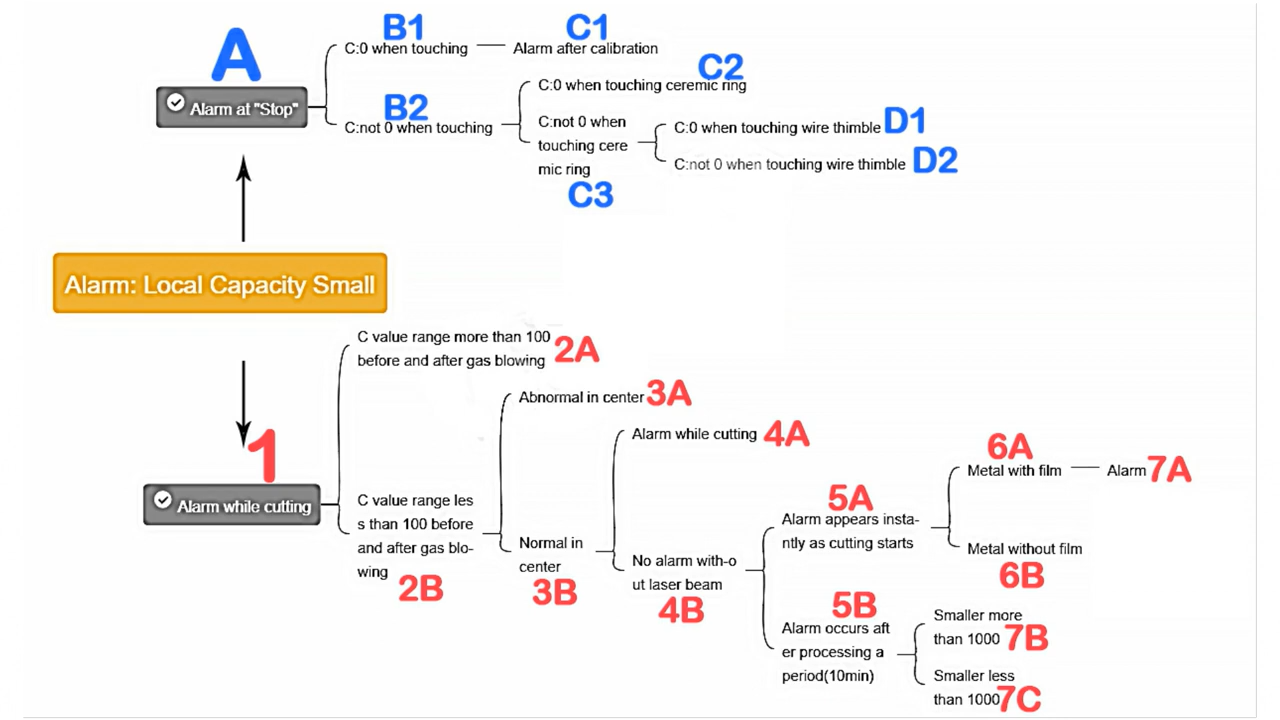 A
Alarm at "Stop"
B1
C:0 when touching
C1
Alarm after calibration
B2
C:not 0 when touching
C2
C:0 when touching ceremic ring
C:not 0 when
touching cere
mic ring
C3
C:0 when touching wire thimble D1
C:not 0 when touching wire thimble D2
Alarm: Local Capacity Small
1
Alarm while cutting
C value range more than 100
before and after gas blowing 2A
C value range les
s than 100 before
and after gas blo-
wing 2B
Abnormal in center 3A
Normal in
center
3B
Alarm while cutting 4A
No alarm with-o
ut laser beam
4B
5A
Alarm appears insta-
ntly as cutting starts
6A
Metal with film
Alarm 7A
Metal without film
6B
5B
Alarm occurs aft
er processing a
period(10min)
Smaller more
than 1000 7B
Smaller less
than 1000 7C